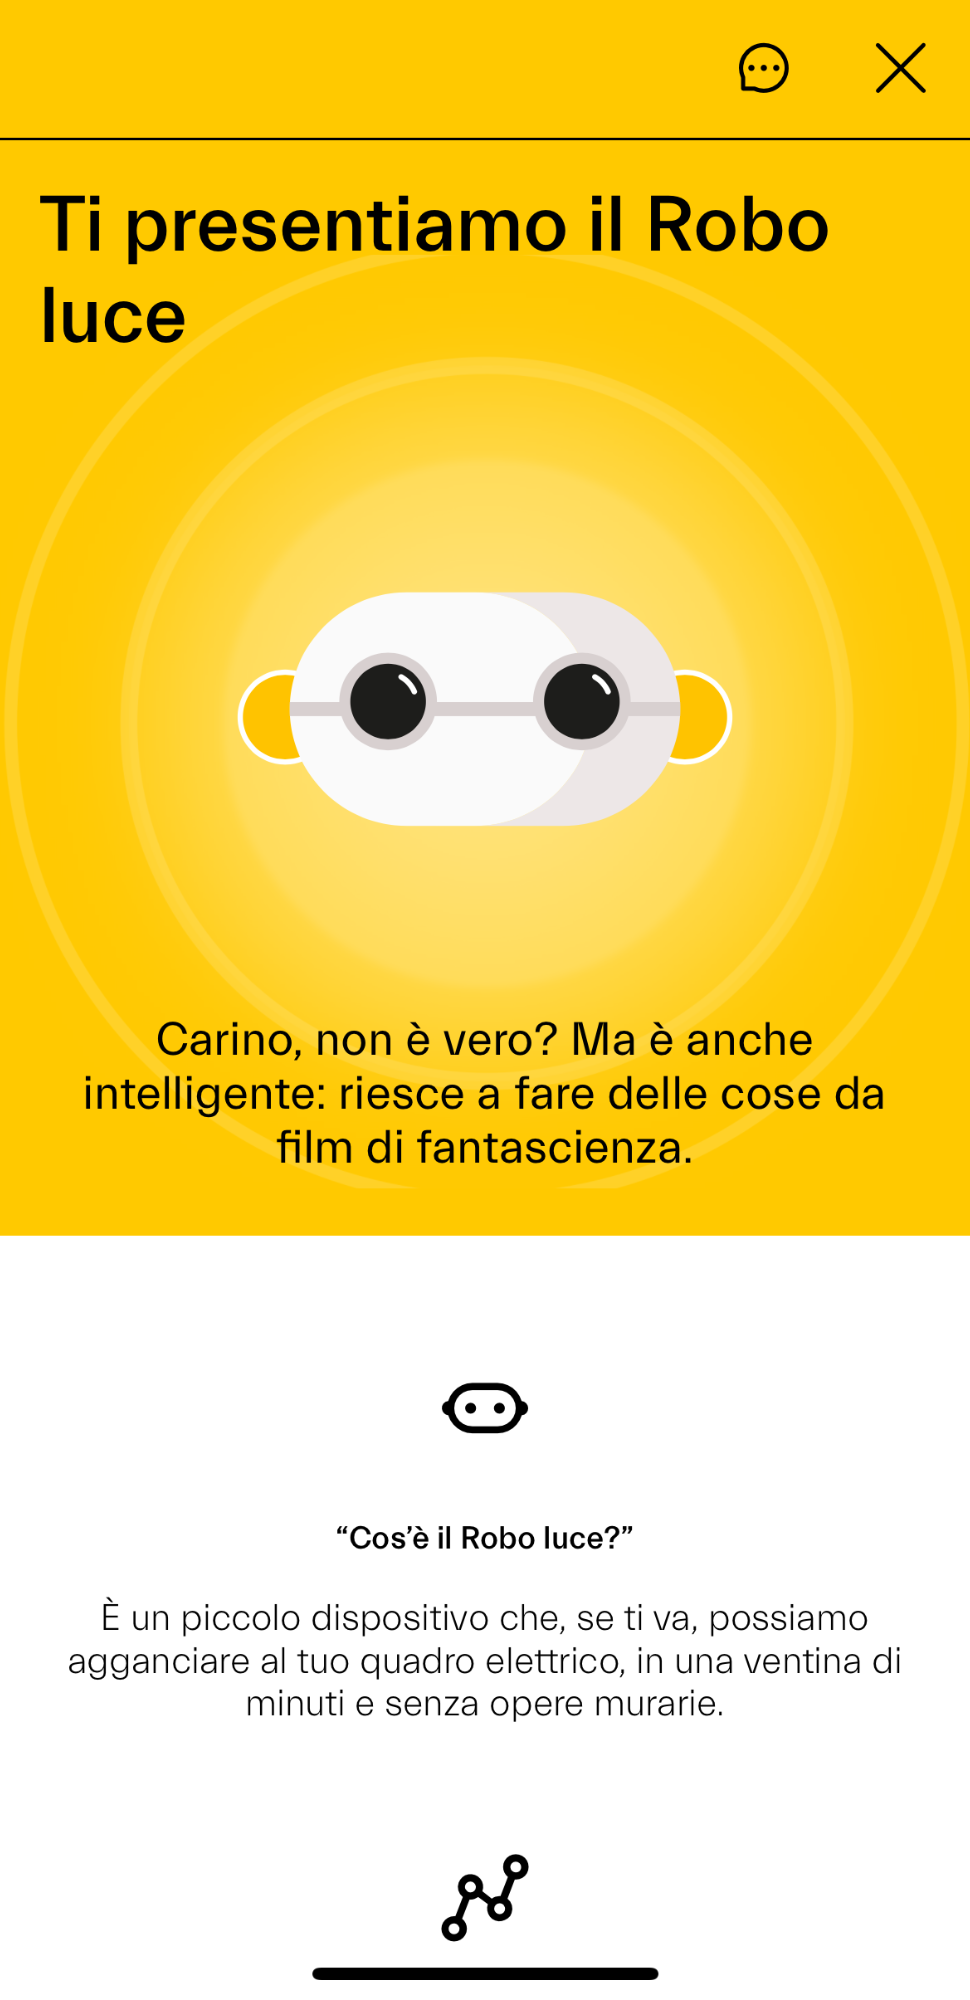 Ti presentiamo il Robo
luce
Carino, non è vero? Ma è anche
intelligente: riesce a fare delle cose da
film di fantascienza.
“Cos’è il Robo luce?”
È un piccolo dispositivo che, se ti va, possiamo
agganciare al tuo quadro elettrico, in una ventina di
minuti e senza opere murarie.